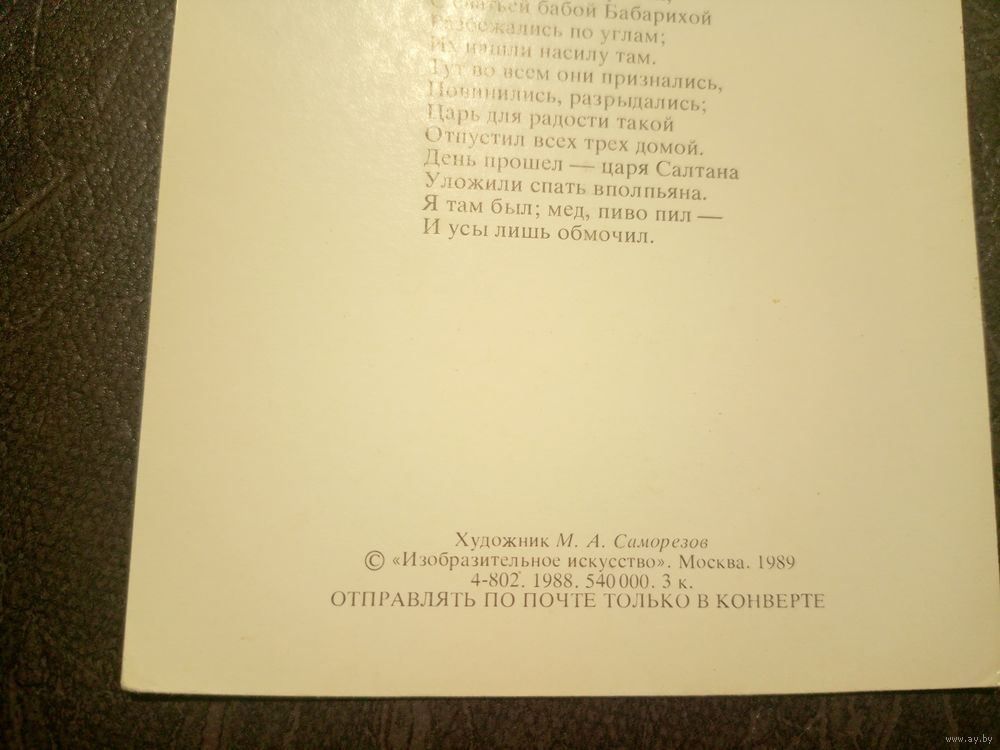 С сватьей бабой Бабарихой
Разбежались по углам;
Их нашли насилу там.
Тут во всем они признались,
Повинились, разрыдались;
Царь для радости такой
Отпустил всех трех домой.
День прошел — царя Салтана
Уложили спать вполпьяна.
Я там был; мед, пиво пил —
И усы лишь обмочил.
Художник М. А. Саморезов
© «Изобразительное искусство». Москва. 1989
4-802. 1988. 540 000. 3 к.
ОТПРАВЛЯТЬ ПО ПОЧТЕ ТОЛЬКО В КОНВЕРТЕ
www.ay.by